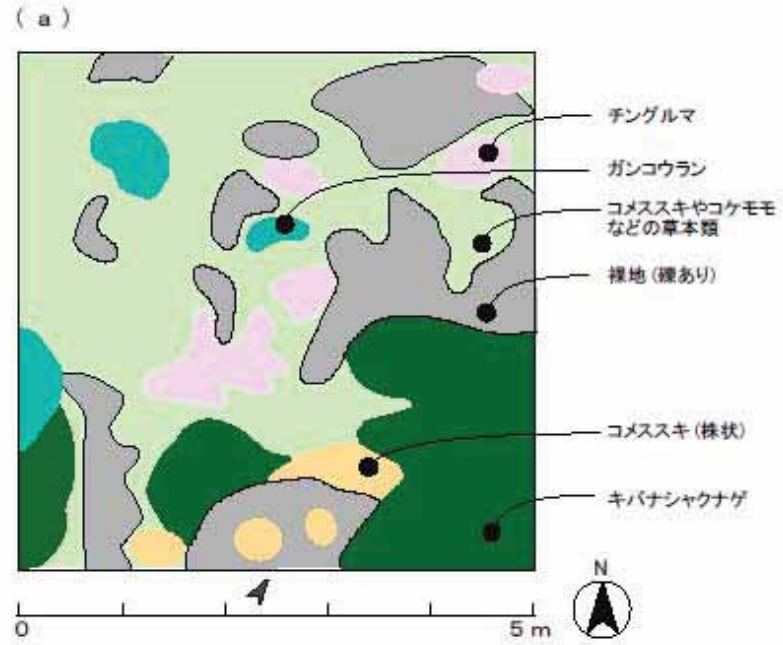 ( a )
チングルマ
ガンコウラン
コメススキやコケモモ
などの草本類
裸地 (礫あり)
コメススキ (株状)
キバナシャクナゲ
N
0
5 m